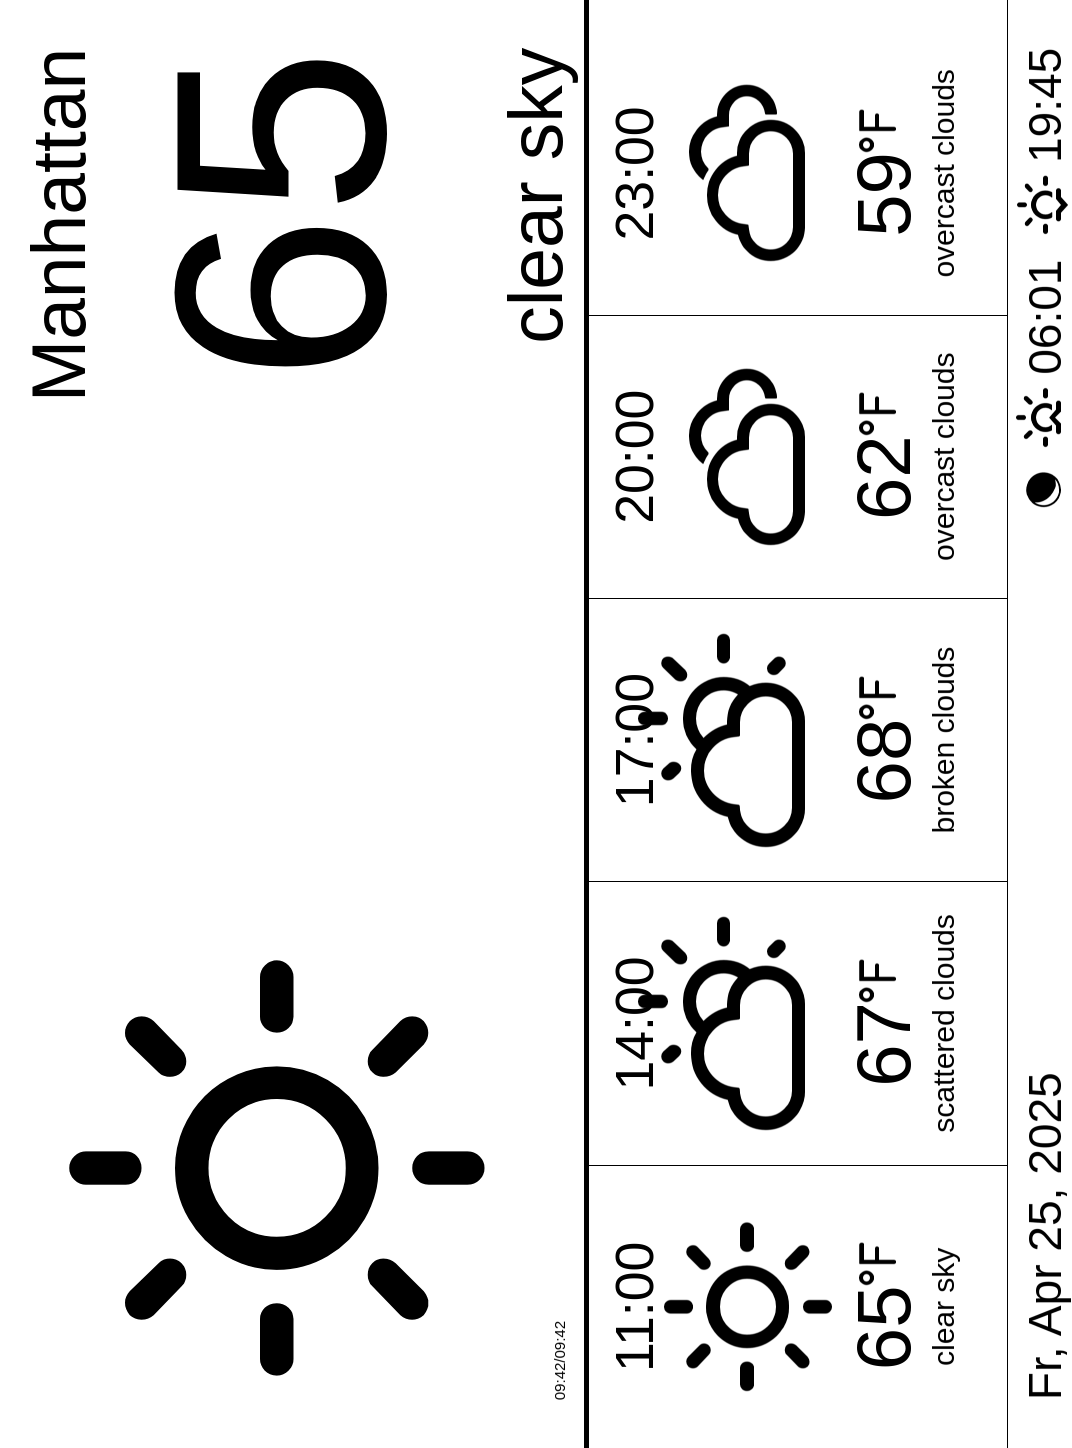 Manhattan
65
clear sky
09:42/09:42
11:00 14:00 17:00 20:00 23:00
65°F 67°F 68°F 62°F 59°F
clear sky scattered clouds broken clouds overcast clouds overcast clouds
Fr, Apr 25, 2025 06:01 19:45